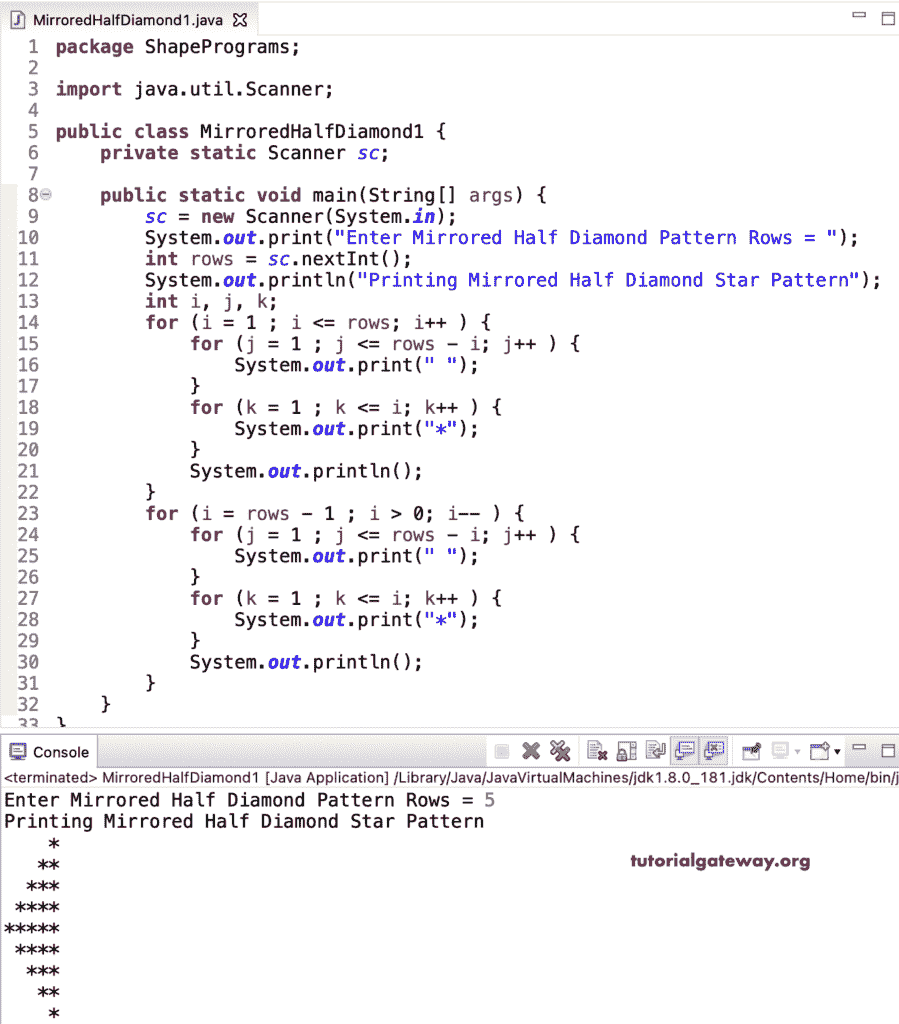 MirroredHalfDiamond1.java
1 package ShapePrograms;
2
3 import java.util.Scanner;
4
5 public class MirroredHalfDiamond1 {
6     private static Scanner sc;
7
8     public static void main(String[] args) {
9         sc = new Scanner(System.in);
10         System.out.print("Enter Mirrored Half Diamond Pattern Rows = ");
11         int rows = sc.nextInt();
12         System.out.println("Printing Mirrored Half Diamond Star Pattern");
13         int i, j, k;
14         for (i = 1 ; i <= rows; i++ ) {
15             for (j = 1 ; j <= rows - i; j++ ) {
16                 System.out.print(" ");
17             }
18             for (k = 1 ; k <= i; k++ ) {
19                 System.out.print("*");
20             }
21             System.out.println();
22         }
23         for (i = rows - 1 ; i > 0; i-- ) {
24             for (j = 1 ; j <= rows - i; j++ ) {
25                 System.out.print(" ");
26             }
27             for (k = 1 ; k <= i; k++ ) {
28                 System.out.print("*");
29             }
30             System.out.println();
31         }
32     }
33 }
Console
<terminated> MirroredHalfDiamond1 [Java Application] /Library/Java/JavaVirtualMachines/jdk1.8.0_181.jdk/Contents/Home/bin/j
Enter Mirrored Half Diamond Pattern Rows = 5
Printing Mirrored Half Diamond Star Pattern
    *
   **
tutorialgateway.org
  ***
 ****
*****
 ****
  ***
   **
    *